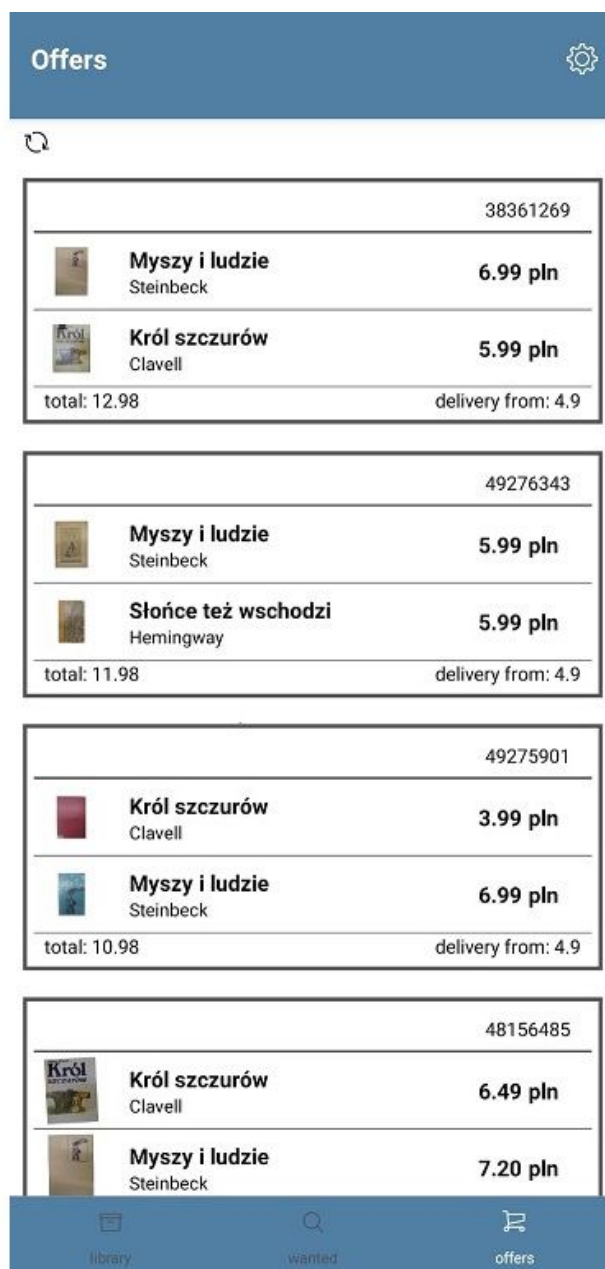 Offers
38361269
Myszy i ludzie
Steinbeck
6.99 pln
Król szczurów
Clavell
5.99 pln
total: 12.98 delivery from: 4.9
49276343
Myszy i ludzie
Steinbeck
5.99 pln
Słońce też wschodzi
Hemingway
5.99 pln
total: 11.98 delivery from: 4.9
49275901
Król szczurów
Clavell
3.99 pln
Myszy i ludzie
Steinbeck
6.99 pln
total: 10.98 delivery from: 4.9
48156485
Król
szczurów
Król szczurów
Clavell
6.49 pln
Myszy i ludzie
Steinbeck
7.20 pln
library wanted offers